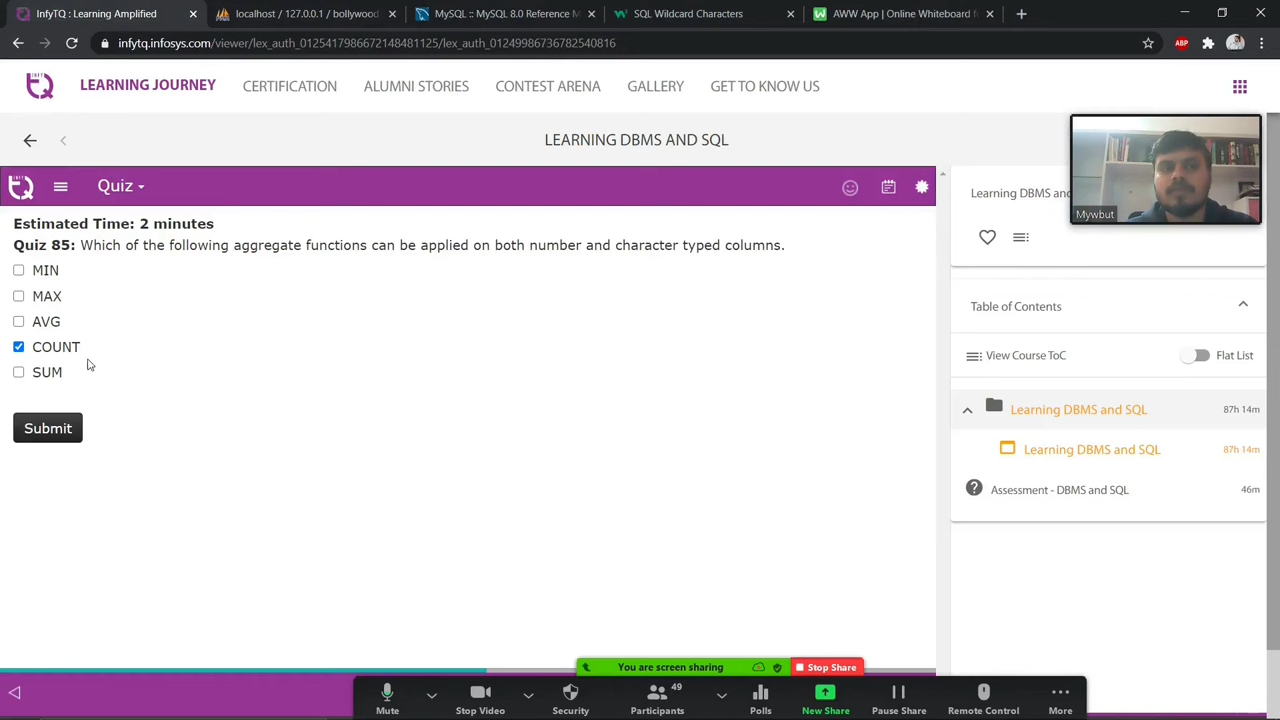 InfyTQ: Learning Amplified
localhost / 127.0.0.1 / bollywood
MySQL :: MySQL 8.0 Reference M
SQL Wildcard Characters
AWW App | Online Whiteboard f
infytq.infosys.com/viewer/lex_auth_0125417986672148481125/lex_auth_01249986736782540816
ABP
INFY
tQ
LEARNING JOURNEY
CERTIFICATION
ALUMNI STORIES
CONTEST ARENA
GALLERY
GET TO KNOW US
LEARNING DBMS AND SQL
Mywbut
tQ
Quiz
Learning DBMS and
Estimated Time: 2 minutes
Quiz 85: Which of the following aggregate functions can be applied on both number and character typed columns.
MIN
MAX
AVG
COUNT
SUM
Submit
Table of Contents
View Course ToC
Flat List
Learning DBMS and SQL
87h 14m
Learning DBMS and SQL
87h 14m
Assessment - DBMS and SQL
46m
You are screen sharing
Stop Share
Mute
Stop Video
Security
49
Participants
Polls
New Share
Pause Share
Remote Control
More